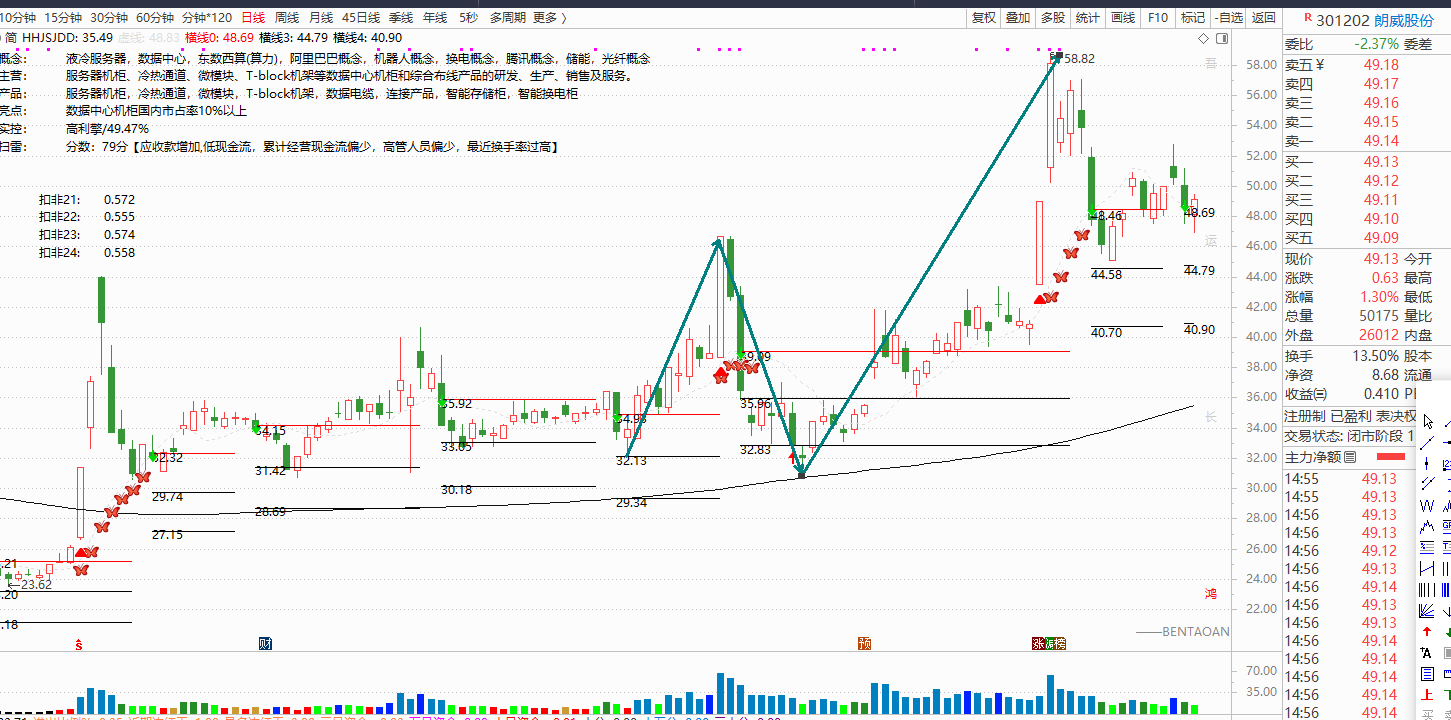 10分钟 15分钟 30分钟 60分钟 分钟*120 日线 周线 月线 45日线 季线 年线 5秒 多周期 更多 〉 复权 叠加 多股 统计 画线 F10 标记 -自选 返回
简 HHJSJDD: 35.49 虚线: 48.83 横线0: 48.69 横线3: 44.79 横线4: 40.90
概念: 液冷服务器，数据中心，东数西算(算力)，阿里巴巴概念，机器人概念，换电概念，腾讯概念，储能，光纤概念
主营: 服务器机柜、冷热通道、微模块、T-block机架等数据中心机柜和综合布线产品的研发、生产、销售及服务。
产品: 服务器机柜，冷热通道，微模块，T-block机架，数据电缆，连接产品，智能存储柜，智能换电柜
亮点: 数据中心机柜国内市占率10%以上
实控: 高利擎/49.47%
扫雷: 分数：79分【应收款增加,低现金流，累计经营现金流偏少，高管人员偏少，最近换手率过高】
扣非21: 0.572
扣非22: 0.555
扣非23: 0.574
扣非24: 0.558
58.82
48.46
48.69
44.58
44.79
40.70
40.90
39.09
35.96
32.83
35.92
33.05
30.18
34.93
32.13
29.34
34.15
31.42
28.69
32.32
29.74
27.15
.21
23.62
.20
.18
吾
运
长
鸿
——BENTAOAN
58.00
56.00
54.00
52.00
50.00
48.00
46.00
44.00
42.00
40.00
38.00
36.00
34.00
32.00
30.00
28.00
26.00
24.00
22.00
财
预
涨
榜
70.00
35.00
R 301202 朗威股份
委比 -2.37% 委差
卖五 ¥ 49.18
卖四 49.17
卖三 49.16
卖二 49.15
卖一 49.14
买一 49.13
买二 49.12
买三 49.11
买四 49.10
买五 49.09
现价 49.13 今开
涨跌 0.63 最高
涨幅 1.30% 最低
总量 50175 量比
外盘 26012 内盘
换手 13.50% 股本
净资 8.68 流通
收益㈢ 0.410
注册制 已盈利 表决权
交易状态: 闭市阶段 1
主力净额
14:55 49.13
14:55 49.13
14:56 49.13
14:56 49.13
14:56 49.12
14:56 49.13
14:56 49.14
14:56 49.13
14:56 49.13
14:56 49.14
14:56 49.14
14:56 49.14
14:56 49.14
14:56 49.14